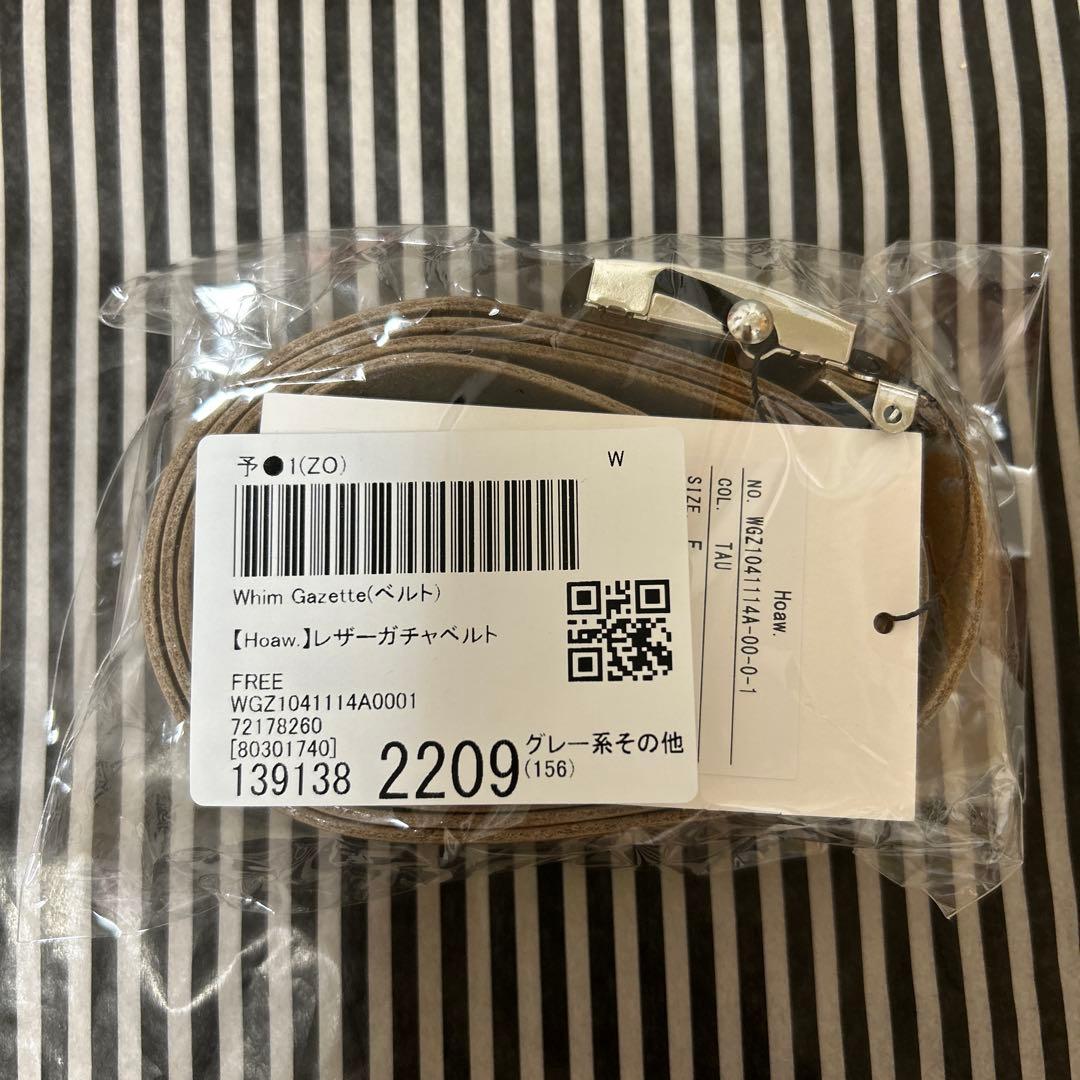 予●1(ZO)
W
Whim Gazette(ベルト)
【Hoaw.】レザーガチャベルト
FREE
WGZ1041114A0001
72178260
[80301740]
139138
2209
グレー系その他
(156)
Hoaw.
NO. WGZ1041114A-00-0-1
COL. TAU
SIZE F